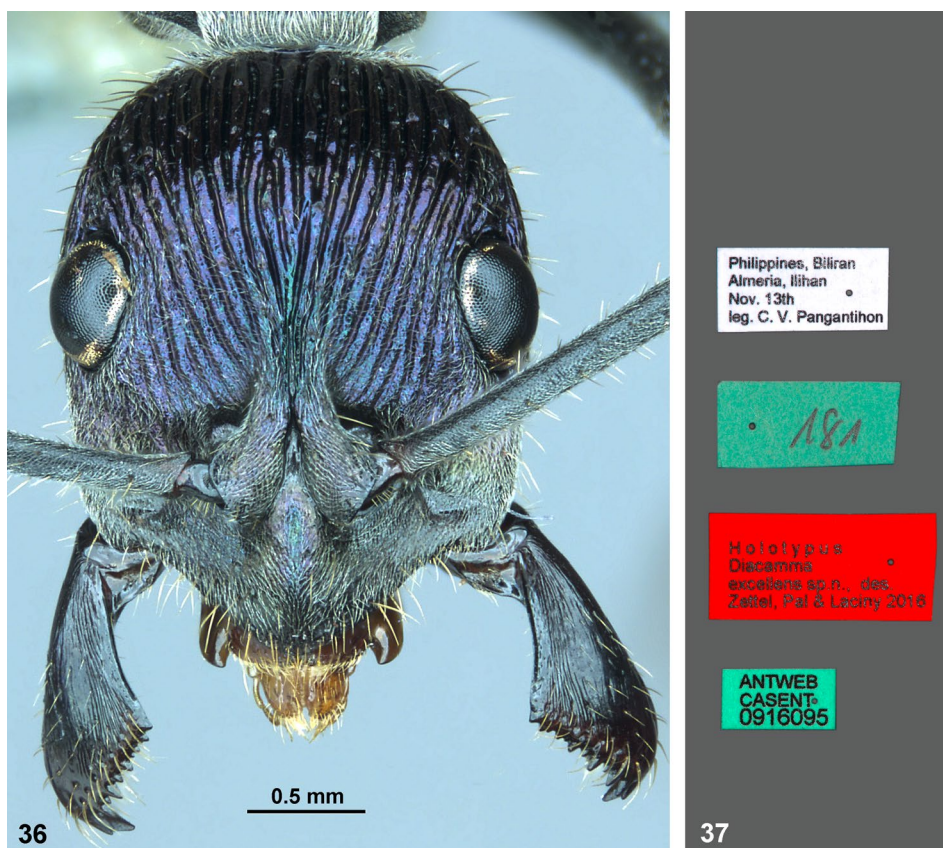 0.5 mm
36
Philippines, Biliran
Almeria, Ilihan
Nov. 13th
leg. C. V. Pangantihon
181
Holotypus
Diacamma
excellens sp.n., des.
Zettel, Pal & Laciny 2016
ANTWEB
CASENT
0916095
37